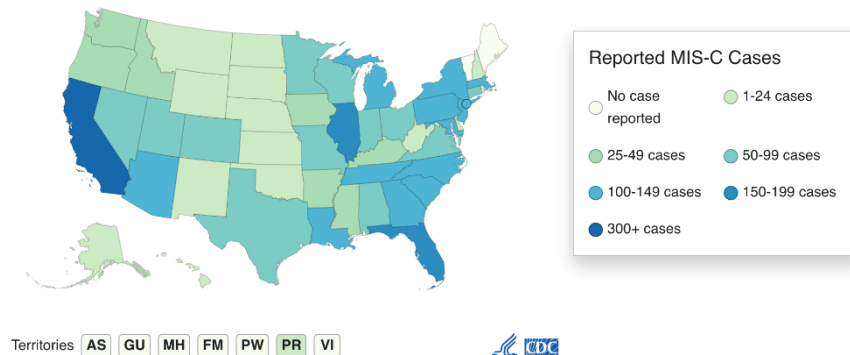 Reported MIS-C Cases
No case
reported
1-24 cases
25-49 cases
50-99 cases
100-149 cases
150-199 cases
300+ cases
Territories AS GU MH FM PW PR VI
CDC